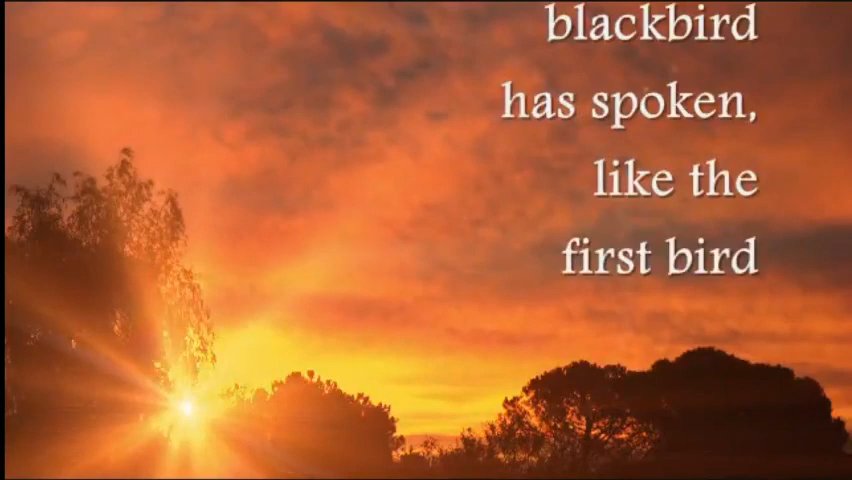 blackbird
has spoken,
like the
first bird